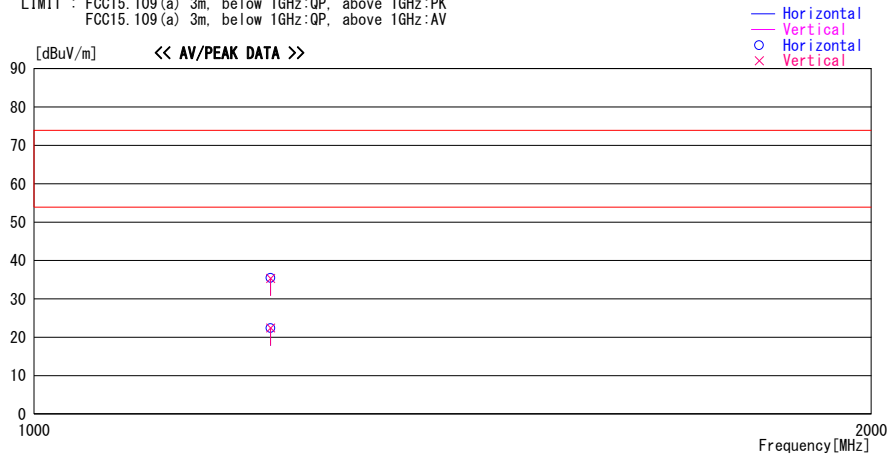 LIMIT : FCC15.109(a) 3m, below 1GHz:QP, above 1GHz:PK
FCC15.109(a) 3m, below 1GHz:QP, above 1GHz:AV
Horizontal
Vertical
Horizontal
Vertical
[dBuV/m] << AV/PEAK DATA >>
90
80
70
60
50
40
30
20
10
0
1000 2000
Frequency[MHz]